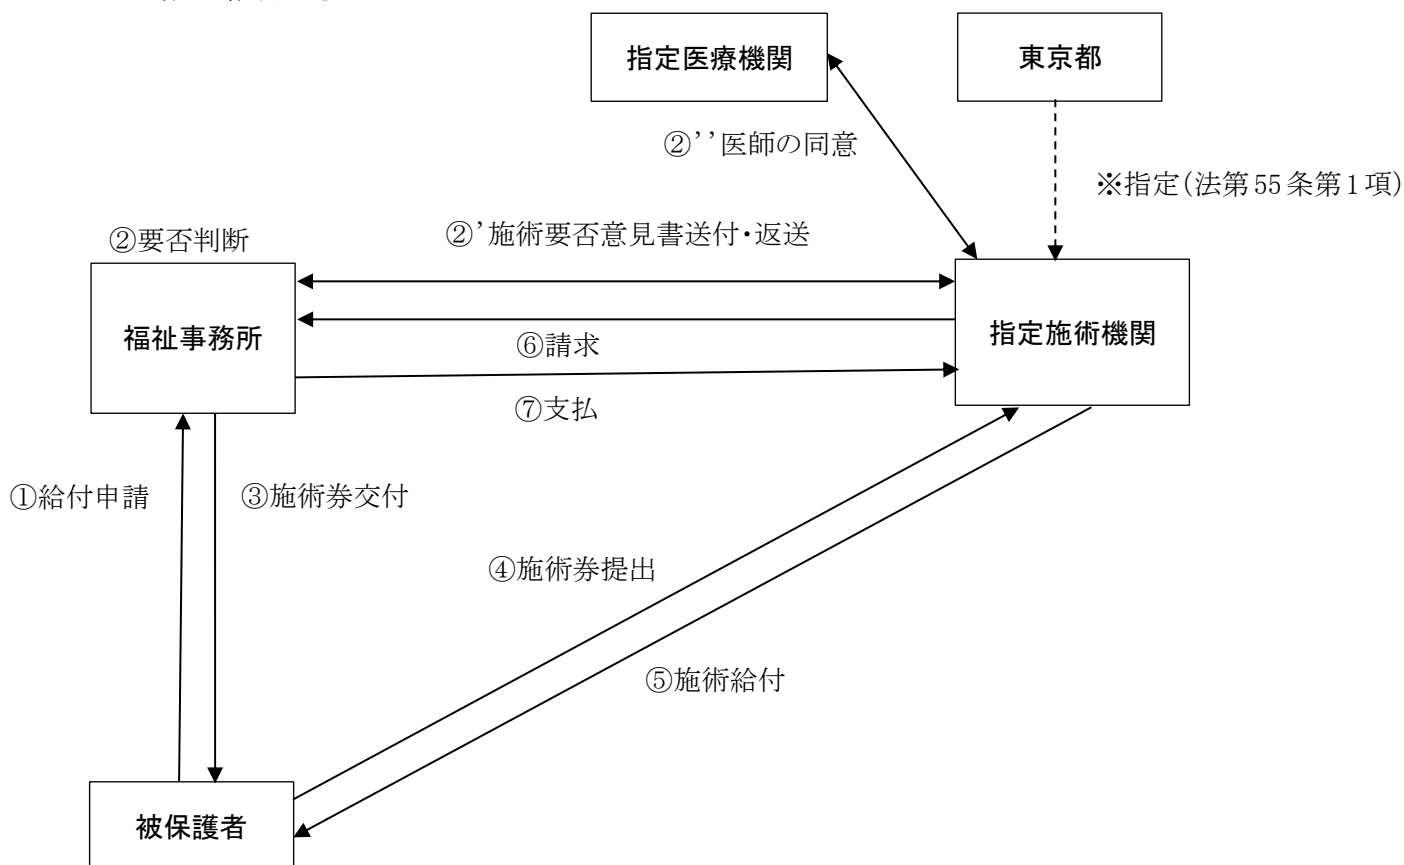 指定医療機関
東京都
②’’医師の同意
※指定(法第55条第1項)
②要否判断
②’施術要否意見書送付・返送
福祉事務所
指定施術機関
⑥請求
⑦支払
①給付申請
③施術券交付
④施術券提出
⑤施術給付
被保護者